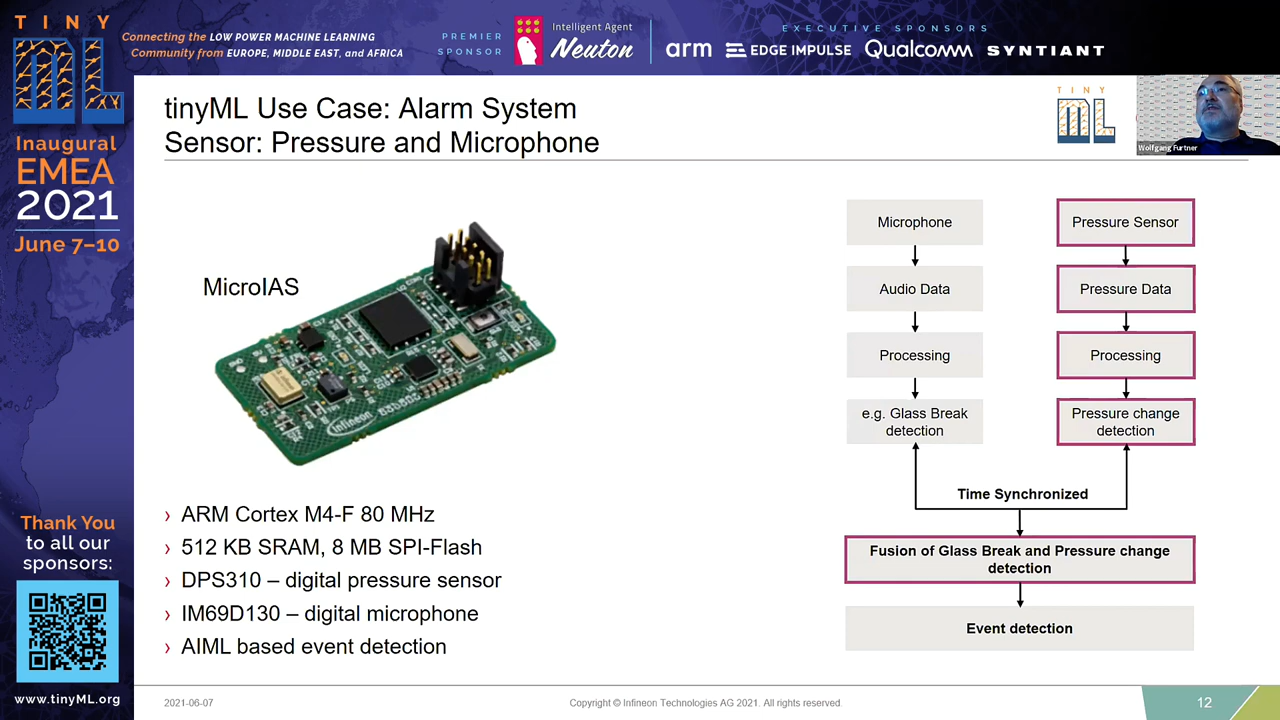 TINY
ML
Connecting the LOW POWER MACHINE LEARNING
Community from EUROPE, MIDDLE EAST, and AFRICA
PREMIER
SPONSOR
Intelligent Agent
Neuton
EXECUTIVE SPONSORS
arm
EDGE IMPULSE
Qualcomm
SYNTIANT
Inaugural
EMEA
2021
June 7–10
Thank You
to all our
sponsors:
www.tinyML.org
tinyML Use Case: Alarm System
Sensor: Pressure and Microphone
TINY
ML
Wolfgang Furtner
MicroIAS
Infineon
› ARM Cortex M4-F 80 MHz
› 512 KB SRAM, 8 MB SPI-Flash
› DPS310 – digital pressure sensor
› IM69D130 – digital microphone
› AIML based event detection
Microphone
Audio Data
Processing
e.g. Glass Break
detection
Pressure Sensor
Pressure Data
Processing
Pressure change
detection
Time Synchronized
Fusion of Glass Break and Pressure change
detection
Event detection
2021-06-07
Copyright © Infineon Technologies AG 2021. All rights reserved.
12